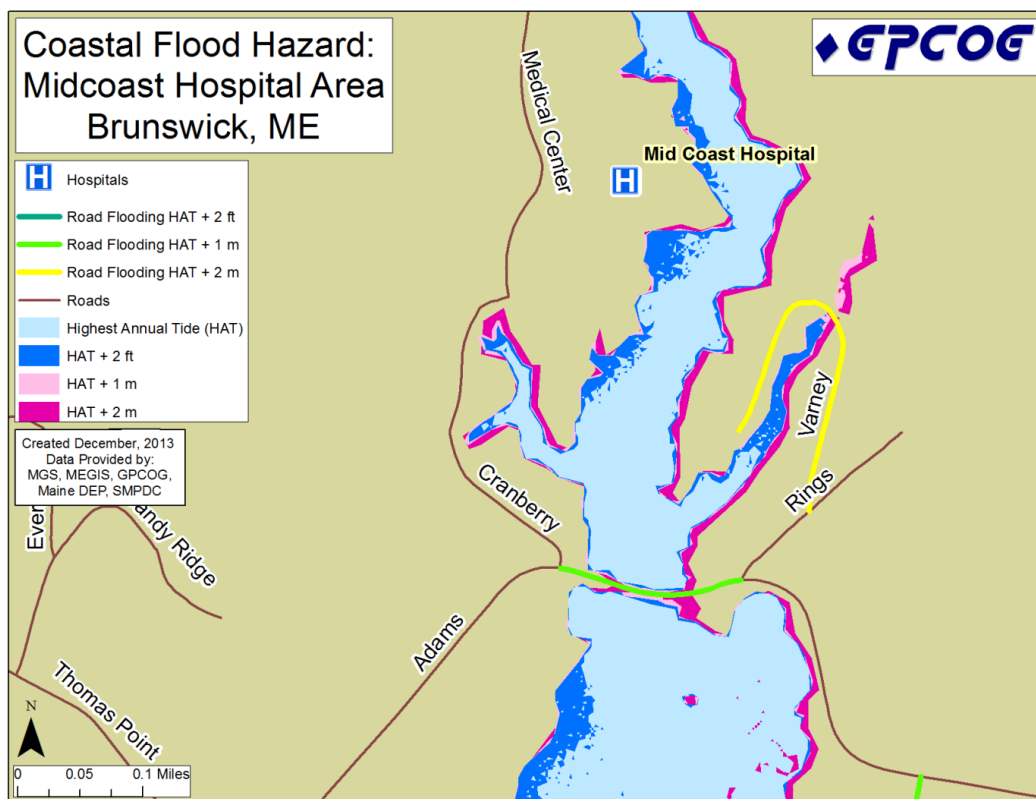 Coastal Flood Hazard:
Midcoast Hospital Area
Brunswick, ME
GPCOG
H Hospitals
Road Flooding HAT + 2 ft
Road Flooding HAT + 1 m
Road Flooding HAT + 2 m
Roads
Highest Annual Tide (HAT)
HAT + 2 ft
HAT + 1 m
HAT + 2 m
Created December, 2013
Data Provided by:
MGS, MEGIS, GPCOG,
Maine DEP, SMPDC
Medical Center
Mid Coast Hospital
H
Varney
Rings
Cranberry
Adams
Ever
andy Ridge
Thomas Point
N
0 0.05 0.1 Miles